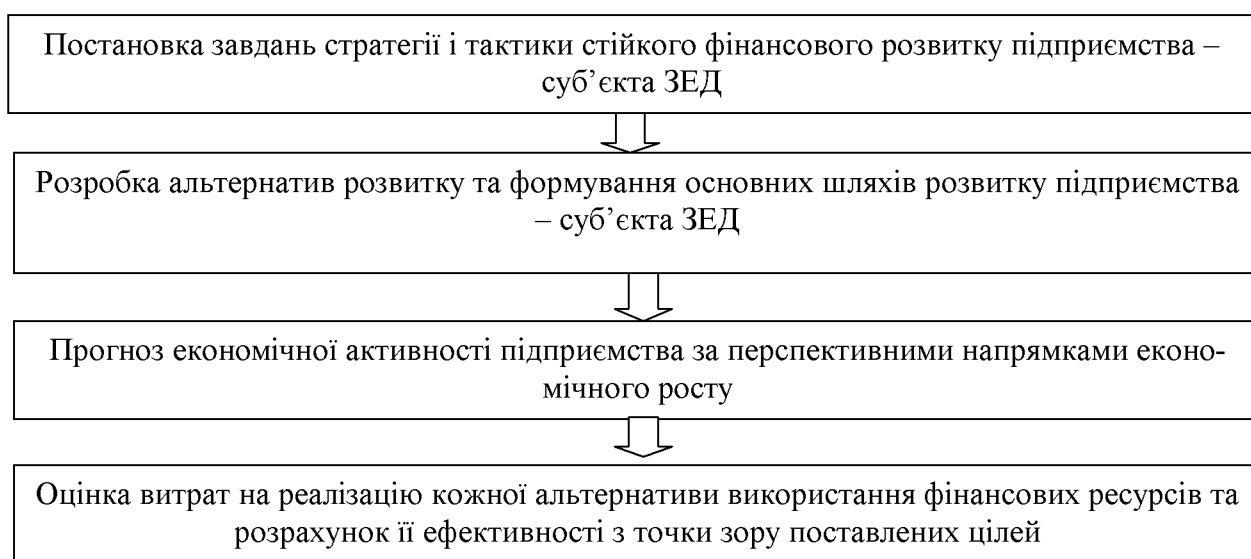 Постановка завдань стратегії і тактики стійкого фінансового розвитку підприємства –
суб’єкта ЗЕД
Розробка альтернатив розвитку та формування основних шляхів розвитку підприємства
– суб’єкта ЗЕД
Прогноз економічної активності підприємства за перспективними напрямками еконо-
мічного росту
Оцінка витрат на реалізацію кожної альтернативи використання фінансових ресурсів та
розрахунок її ефективності з точки зору поставлених цілей